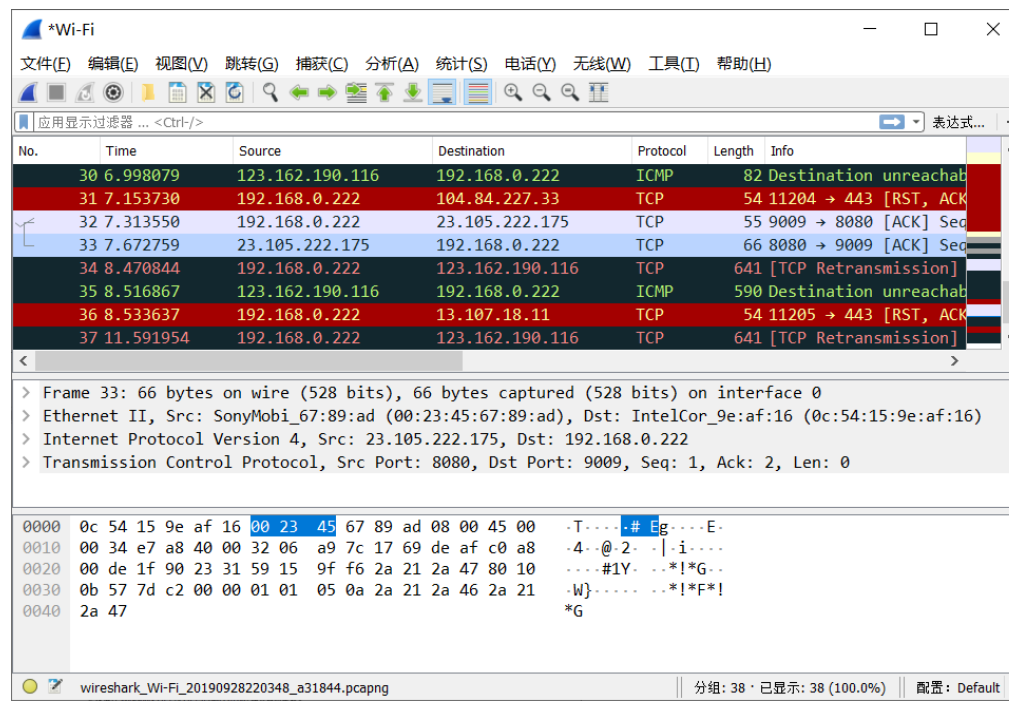 *Wi-Fi
文件(F) 编辑(E) 视图(V) 跳转(G) 捕获(C) 分析(A) 统计(S) 电话(Y) 无线(W) 工具(T) 帮助(H)
应用显示过滤器 … <Ctrl-/> 表达式…
No. Time Source Destination Protocol Length Info
30 6.998079 123.162.190.116 192.168.0.222 ICMP 82 Destination unreachab
31 7.153730 192.168.0.222 104.84.227.33 TCP 54 11204 → 443 [RST, ACK
32 7.313550 192.168.0.222 23.105.222.175 TCP 55 9009 → 8080 [ACK] Seq
33 7.672759 23.105.222.175 192.168.0.222 TCP 66 8080 → 9009 [ACK] Seq
34 8.470844 192.168.0.222 123.162.190.116 TCP 641 [TCP Retransmission]
35 8.516867 123.162.190.116 192.168.0.222 ICMP 590 Destination unreachab
36 8.533637 192.168.0.222 13.107.18.11 TCP 54 11205 → 443 [RST, ACK
37 11.591954 192.168.0.222 123.162.190.116 TCP 641 [TCP Retransmission]
Frame 33: 66 bytes on wire (528 bits), 66 bytes captured (528 bits) on interface 0
Ethernet II, Src: SonyMobi_67:89:ad (00:23:45:67:89:ad), Dst: IntelCor_9e:af:16 (0c:54:15:9e:af:16)
Internet Protocol Version 4, Src: 23.105.222.175, Dst: 192.168.0.222
Transmission Control Protocol, Src Port: 8080, Dst Port: 9009, Seq: 1, Ack: 2, Len: 0
0000 0c 54 15 9e af 16 00 23 45 67 89 ad 08 00 45 00 ·T·····# Eg····E·
0010 00 34 e7 a8 40 00 32 06 a9 7c 17 69 de af c0 a8 ·4··@·2· ·|·i····
0020 00 de 1f 90 23 31 59 15 9f f6 2a 21 2a 47 80 10 ····#1Y· ··*!*G··
0030 0b 57 7d c2 00 00 01 01 05 0a 2a 21 2a 46 2a 21 ·W}····· ··*!*F*!
0040 2a 47 *G
wireshark_Wi-Fi_20190928220348_a31844.pcapng 分组: 38 · 已显示: 38 (100.0%) 配置: Default